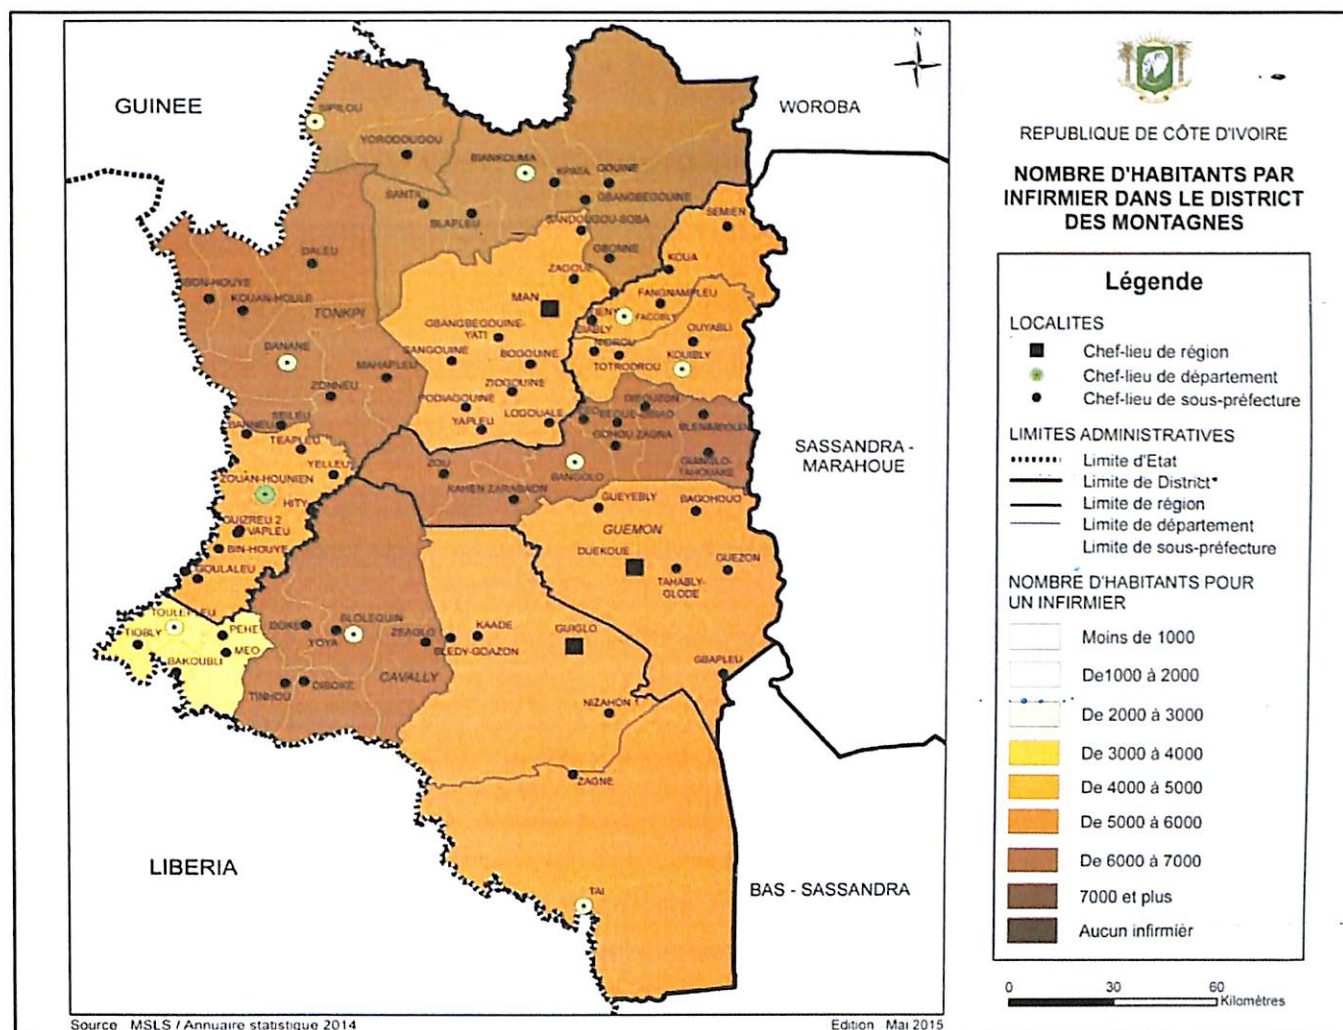 GUINEE
WOROBA
SASSANDRA -
MARAHOUE
LIBERIA
BAS - SASSANDRA
N
SIPILOU
YORODOUGOU
BIANKOUMA
KPATA
GOUINE
GBANGBEGOUINE
SANTA
BLAPLEU
SANDOUGOU-SOBA
SEMIEN
GBONNE
KOUA
DALEU
ZAGOUE
FANGNAMPLEU
KOUAN-HOULE
TONKPI
MAN
TIENY
FACOBLY
GBANGBEGOUINE-
YATI
OUYABLI
DANANE
SANGOUINE
BOGOUINE
KOUIBLY
TOTRODROU
MAHAPLEU
ZONNEU
ZIOGOUINE
PODIAGOUINE
DIEOUZON
SEILEU
BANNEU
YAPLEU
LOGOUALE
TEAPLEU
GOHOU ZAGNA
YELLEU
ZOU
BANGOLO
GUANGLO-
TAHOUAKE
ZOUAN-HOUNIEN
HITY
KAHEN ZARABAON
GUEYEBLY
BAGOHOUO
GUIZREU 2
VAPLEU
GUEMON
BIN-HOUYE
DUEKOUE
GUEZON
GOULALEU
TAHABLY-
GLODE
TOULEPLEU
PEHE
TIOBLY
MEO
BAKOUBLI
DOKE
BLOLEQUIN
YOYA
ZEAGLO
KAADE
BLEDY-GOAZON
GUIGLO
CAVALLY
GBAPLEU
TINHOU
DIBOKE
NIZAHON 1
ZAGNE
TAI
Source MSLS / Annuaire statistique 2014
Edition Mai 2015
REPUBLIQUE DE CÔTE D'IVOIRE
NOMBRE D'HABITANTS PAR
INFIRMIER DANS LE DISTRICT
DES MONTAGNES
Légende
LOCALITES
Chef-lieu de région
Chef-lieu de département
Chef-lieu de sous-préfecture
LIMITES ADMINISTRATIVES
Limite d'Etat
Limite de District
Limite de région
Limite de département
Limite de sous-préfecture
NOMBRE D'HABITANTS POUR
UN INFIRMIER
Moins de 1000
De1000 à 2000
De 2000 à 3000
De 3000 à 4000
De 4000 à 5000
De 5000 à 6000
De 6000 à 7000
7000 et plus
Aucun infirmier
0 30 60
Kilomètres